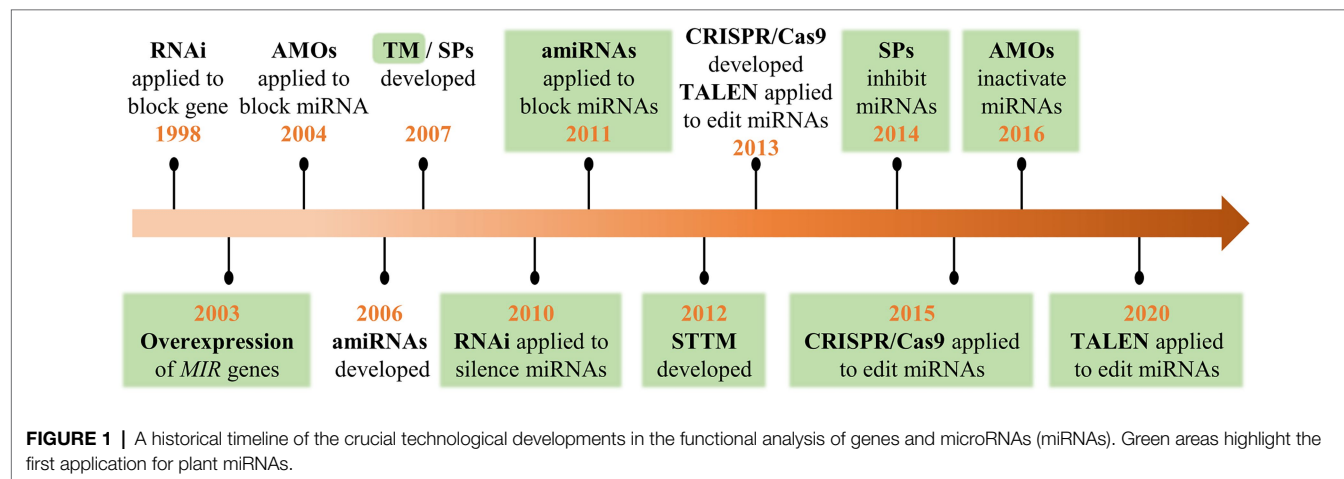 RNAi
applied to
block gene
1998
AMOs
applied to
block miRNA
2004
TM / SPs
developed
2007
amiRNAs
applied to
block miRNAs
2011
CRISPR/Cas9
developed
TALEN applied
to edit miRNAs
2013
SPs
inhibit
miRNAs
2014
AMOs
inactivate
miRNAs
2016
2003
Overexpression
of MIR genes
2006
amiRNAs
developed
2010
RNAi applied to
silence miRNAs
2012
STTM
developed
2015
CRISPR/Cas9 applied
to edit miRNAs
2020
TALEN applied
to edit miRNAs
FIGURE 1 | A historical timeline of the crucial technological developments in the functional analysis of genes and microRNAs (miRNAs). Green areas highlight the
first application for plant miRNAs.